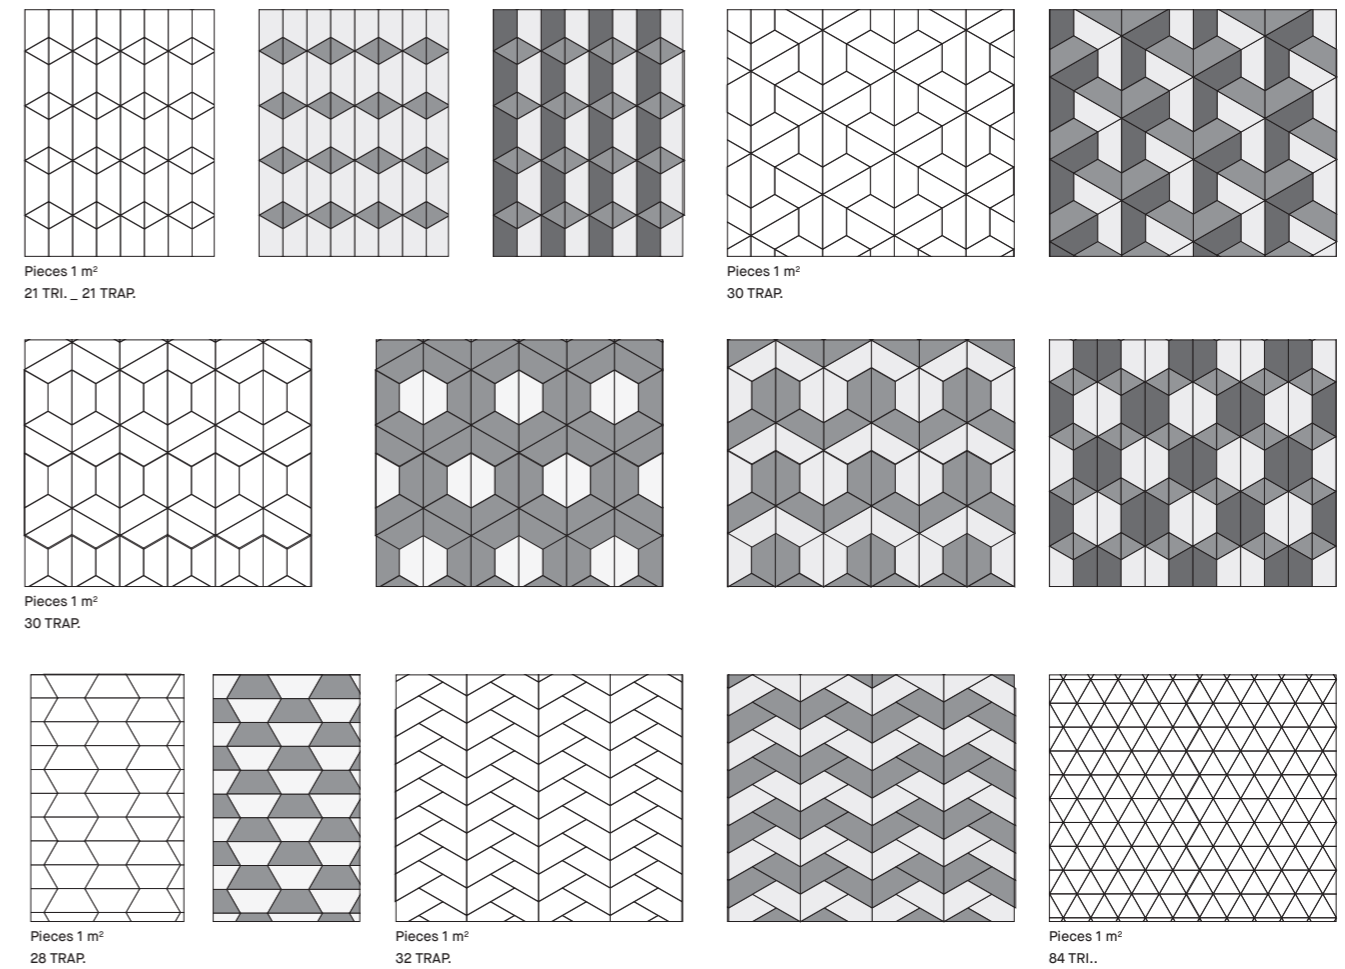 Pieces 1 m²
21 TRI. _ 21 TRAP.
Pieces 1 m²
30 TRAP.
Pieces 1 m²
30 TRAP.
Pieces 1 m²
28 TRAP.
Pieces 1 m²
32 TRAP.
Pieces 1 m²
84 TRI..